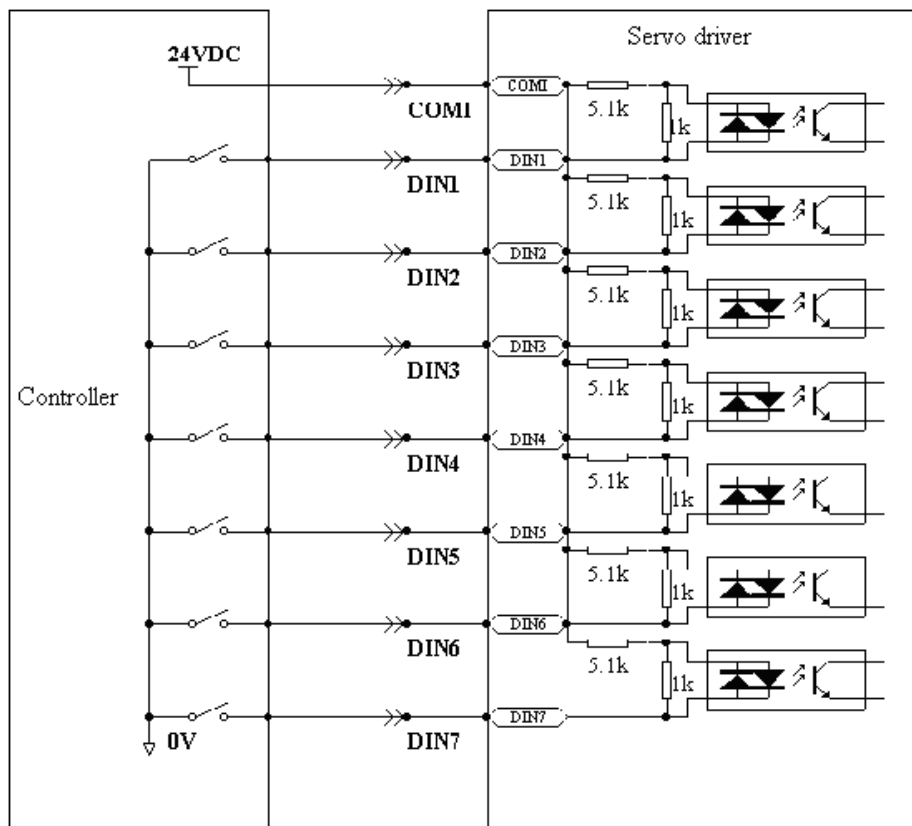 Servo driver
24VDC
COMI
COMI
5.1k
1k
DIN1
DIN1
5.1k
1k
DIN2
DIN2
5.1k
1k
DIN3
DIN3
5.1k
1k
Controller
DIN4
DIN4
5.1k
1k
DIN5
DIN5
5.1k
1k
DIN6
DIN6
5.1k
1k
0V
DIN7
DIN7